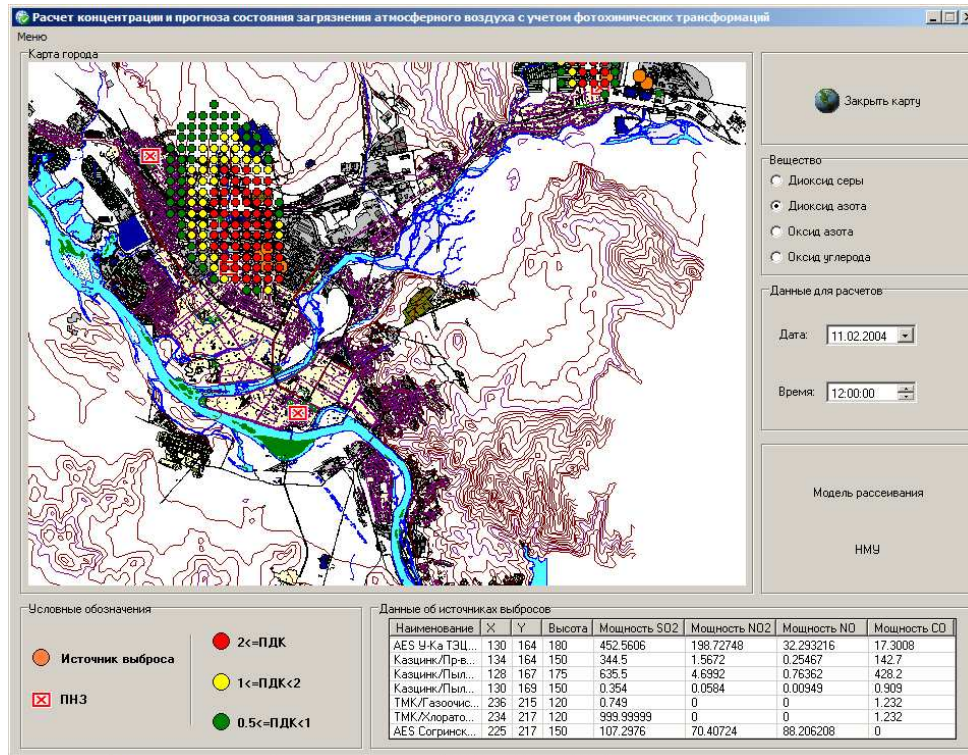 Расчет концентрации и прогноза состояния загрязнения атмосферного воздуха с учетом фотохимических трансформаций
Меню
Карта города
Закрыть карту
Вещество
Диоксид серы
Диоксид азота
Оксид азота
Оксид углерода
Данные для расчетов
Дата: 11.02.2004
Время: 12:00:00
Модель рассеивания
НМУ
Условные обозначения
Источник выброса
ПНЗ
2<=ПДК
1<=ПДК<2
0.5<=ПДК<1
Данные об источниках выбросов
Наименование X Y Высота Мощность SO2 Мощность NO2 Мощность NO Мощность CO
AES У-Ка ТЭЦ... 130 164 180 452.5606 198.72748 32.293216 17.3008
Казцинк/Пр-в... 134 164 150 344.5 1.5672 0.25467 142.7
Казцинк/Пыл... 128 167 175 635.5 4.6992 0.76362 428.2
Казцинк/Пыл... 130 169 150 0.354 0.0584 0.00949 0.909
ТМК/Газоочис... 236 215 120 0.749 0 0 1.232
ТМК/Хлорато... 234 217 120 999.99999 0 0 1.232
AES Согринск... 225 217 150 107.2976 70.40724 88.206208 0